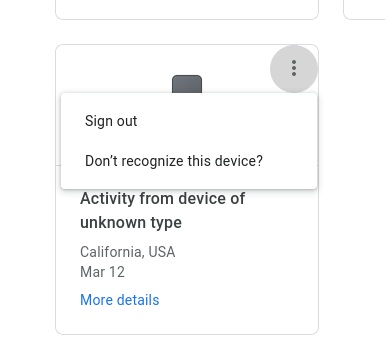 Sign out
Don’t recognize this device?
Activity from device of
unknown type
California, USA
Mar 12
More details